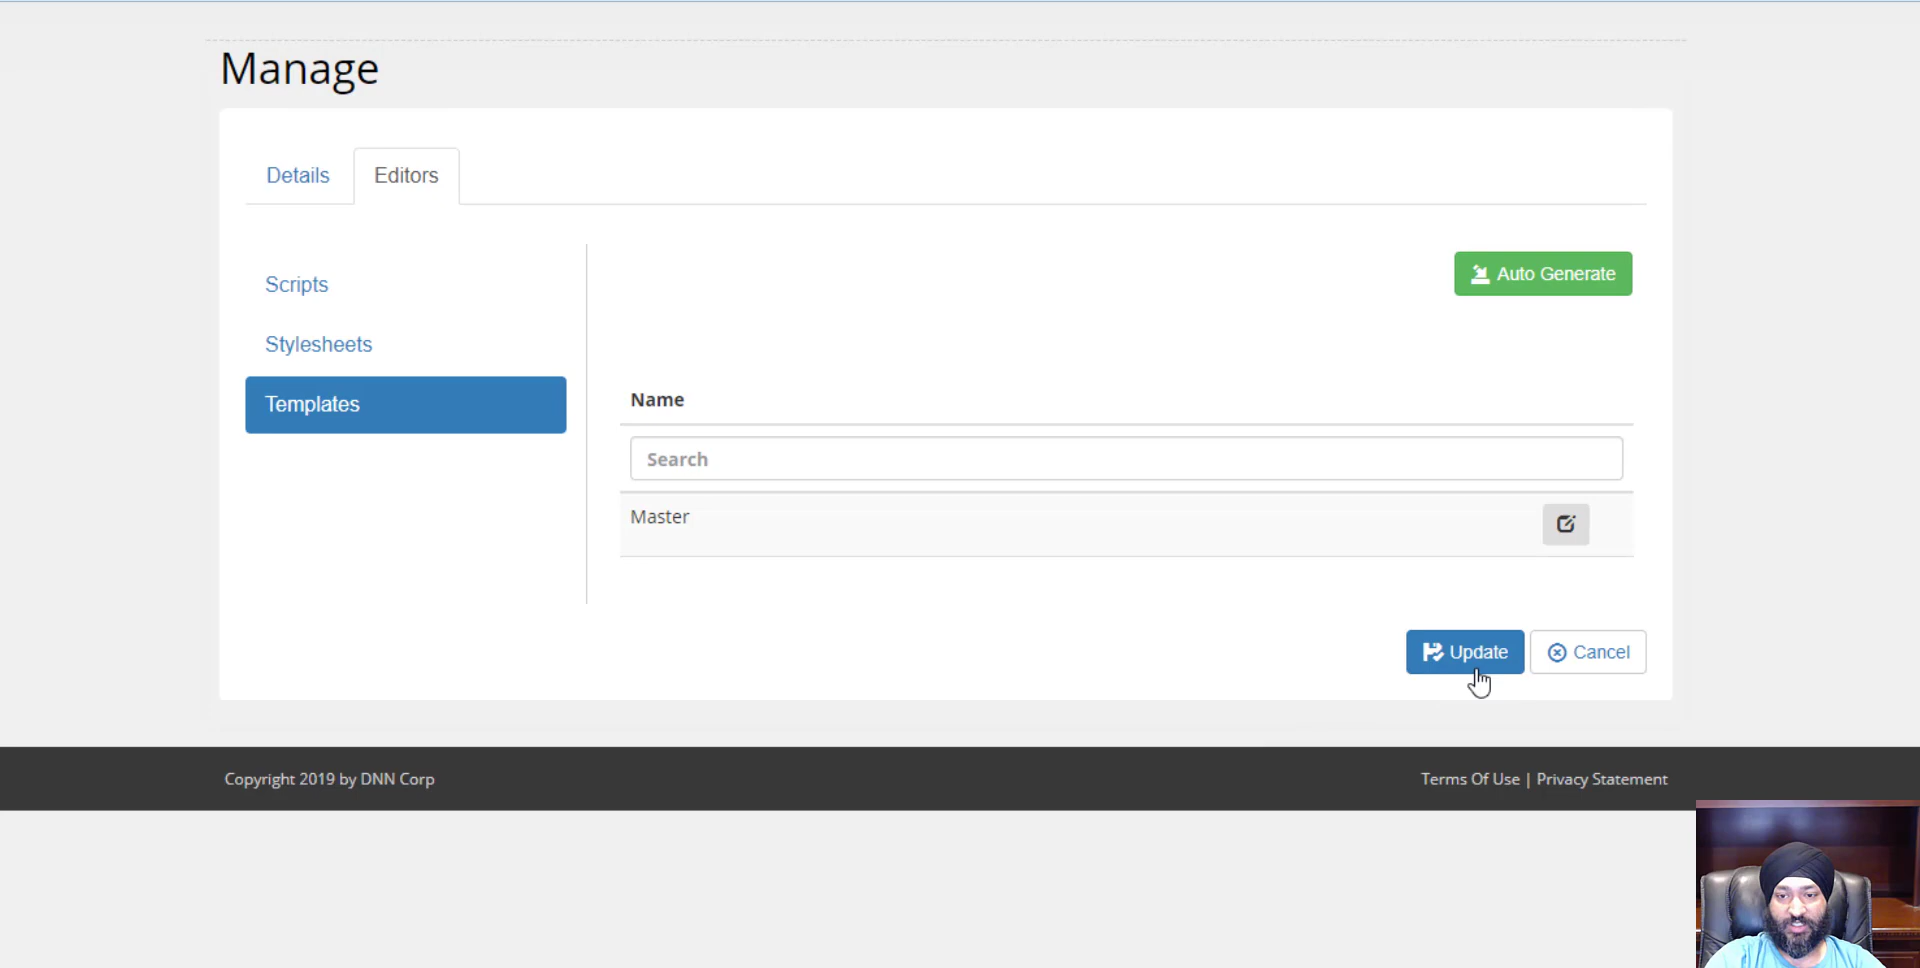 Manage
Details
Editors
Scripts
Stylesheets
Templates
Auto Generate
Name
Search
Master
Update
Cancel
Copyright 2019 by DNN Corp
Terms Of Use | Privacy Statement